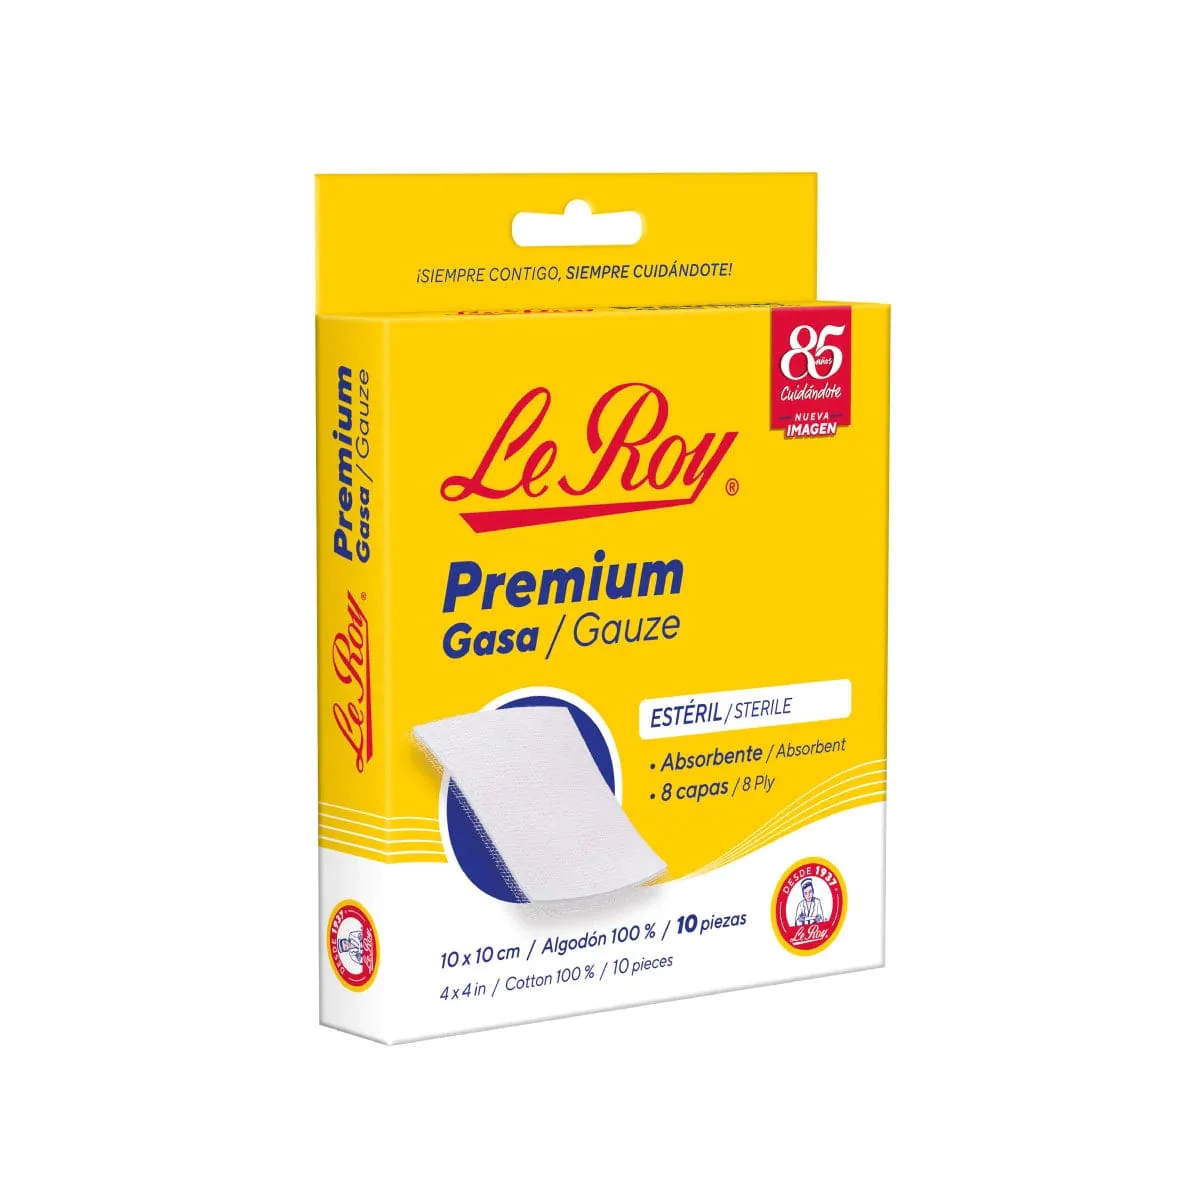 ¡SIEMPRE CONTIGO, SIEMPRE CUIDÁNDOTE!
85
años
Cuidándote
NUEVA
IMAGEN
Le Roy®
Premium
Gasa / Gauze
ESTÉRIL / STERILE
• Absorbente / Absorbent
• 8 capas / 8 Ply
10 x 10 cm / Algodón 100 % / 10 piezas
4 x 4 in / Cotton 100 % / 10 pieces
DESDE 1937
Le Roy
Premium
Gasa / Gauze
Le Roy®
DESDE 1937
Le Roy